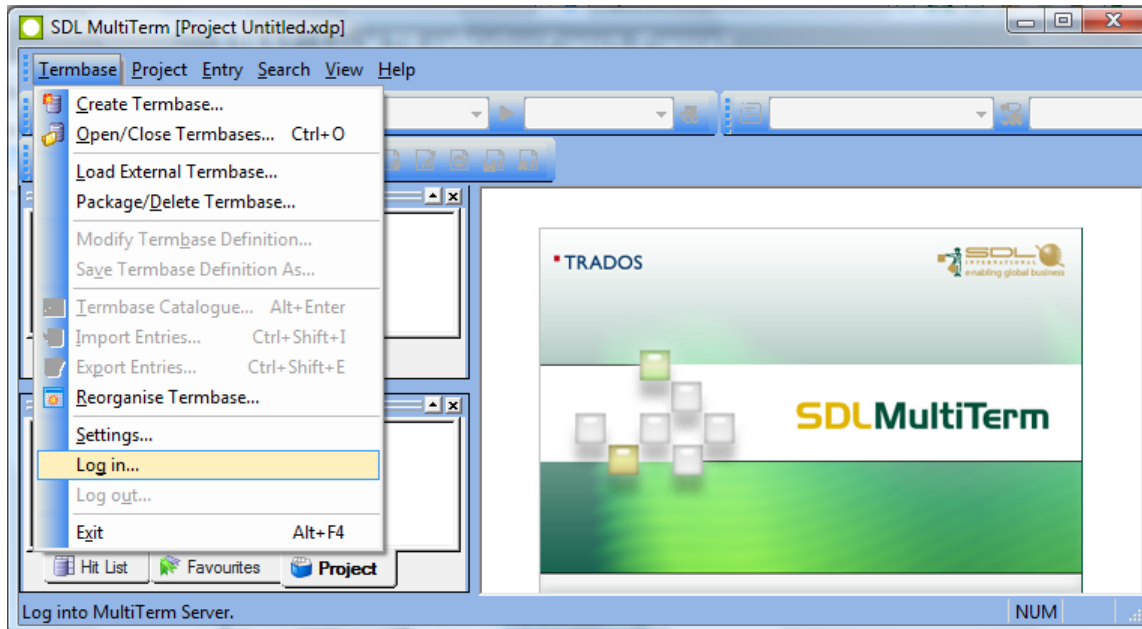 SDL MultiTerm [Project Untitled.xdp]
Termbase Project Entry Search View Help
Create Termbase...
Open/Close Termbases... Ctrl+O
Load External Termbase...
Package/Delete Termbase...
Modify Termbase Definition...
Save Termbase Definition As...
Termbase Catalogue... Alt+Enter
Import Entries... Ctrl+Shift+I
Export Entries... Ctrl+Shift+E
Reorganise Termbase...
Settings...
Log in...
Log out...
Exit Alt+F4
Hit List Favourites Project
TRADOS
SDL
INTERNATIONAL
enabling global business
SDLMultiTerm
Log into MultiTerm Server. NUM